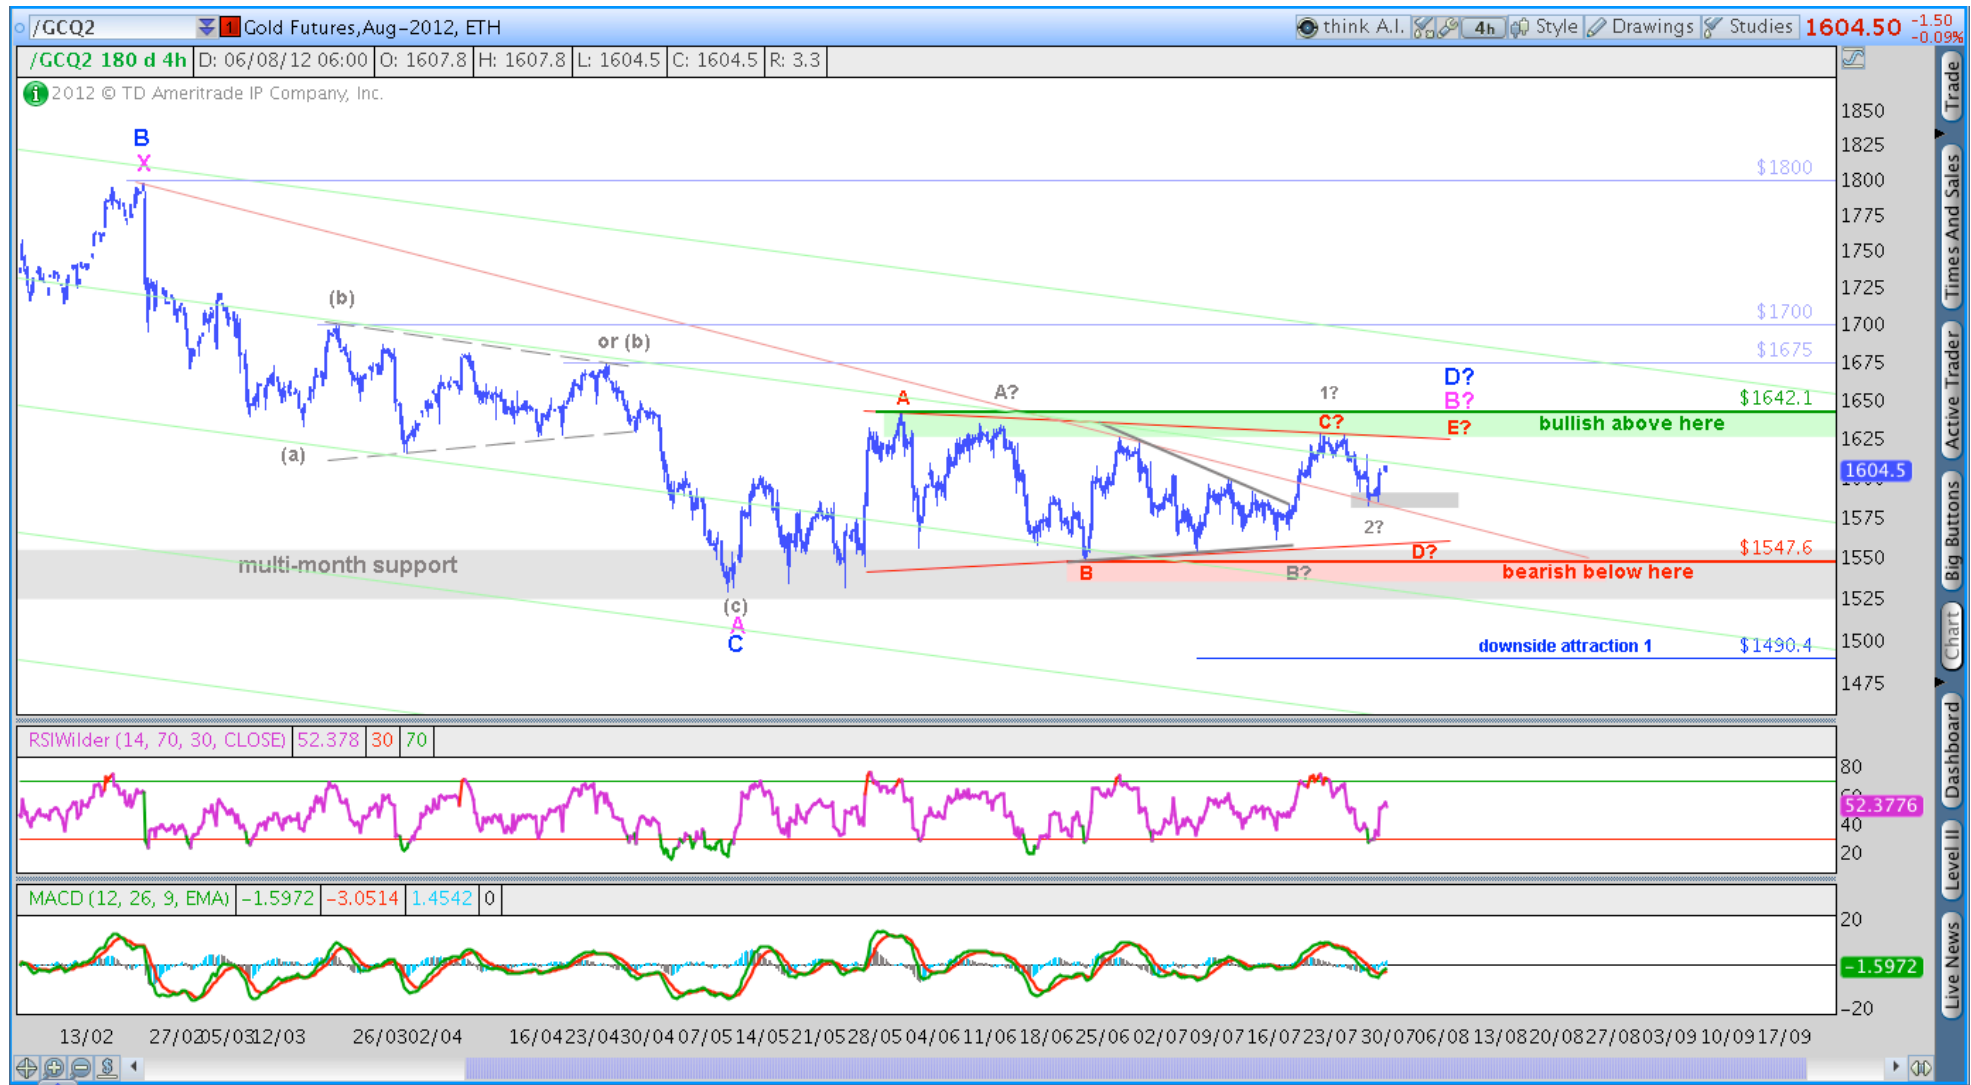 /GCQ2 1 Gold Futures,Aug-2012, ETH think A.I. 4h Style Drawings Studies 1604.50 -1.50
-0.09%
/GCQ2 180 d 4h D: 06/08/12 06:00 O: 1607.8 H: 1607.8 L: 1604.5 C: 1604.5 R: 3.3
i 2012 © TD Ameritrade IP Company, Inc.
1850
B
1825
X
$1800
1800
1775
1750
1725
(b)
$1700
1700
or (b)
$1675
1675
D?
A? 1? B? $1642.1
A
1650
C? E? bullish above here
1625
(a)
1604.5
1575
2?
$1547.6
D?
1550
multi-month support
B B? bearish below here
1525
(c)
A
C
downside attraction 1 $1490.4
1500
1475
RSIWilder (14, 70, 30, CLOSE) 52.378 30 70
80
52.3776
40
20
MACD (12, 26, 9, EMA) -1.5972 -3.0514 1.4542 0
20
-1.5972
-20
13/02 27/02 05/03 12/03 26/03 02/04 16/04 23/04 30/04 07/05 14/05 21/05 28/05 04/06 11/06 18/06 25/06 02/07 09/07 16/07 23/07 30/07 06/08 13/08 20/08 27/08 03/09 10/09 17/09
$
Trade
Times And Sales
Active Trader
Big Buttons
Chart
Dashboard
Level II
Live News